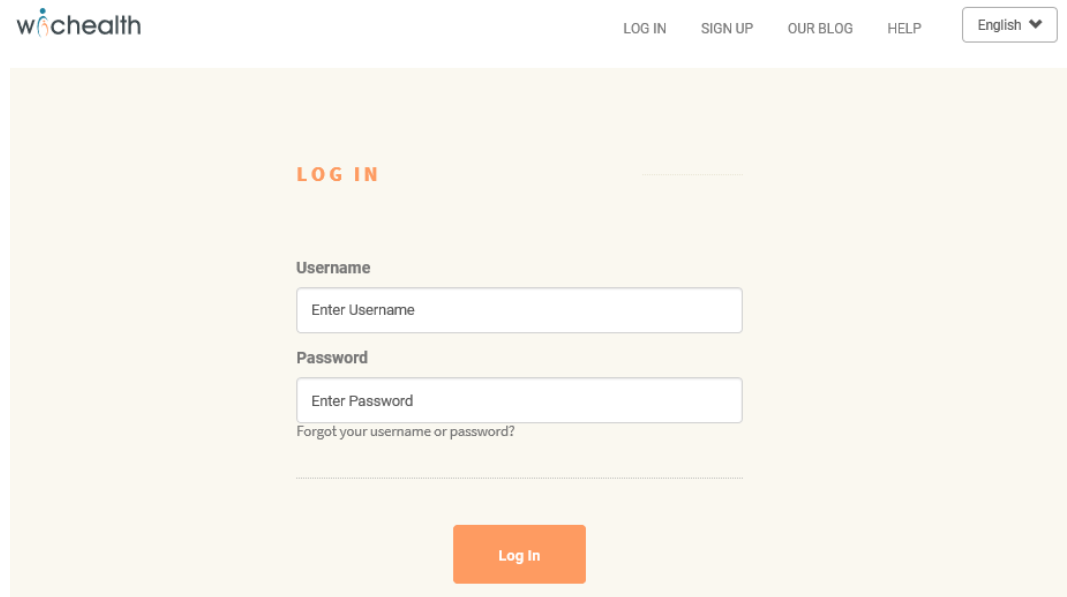 wichealth
LOG IN SIGN UP OUR BLOG HELP English
LOG IN
Username
Enter Username
Password
Enter Password
Forgot your username or password?
Log In